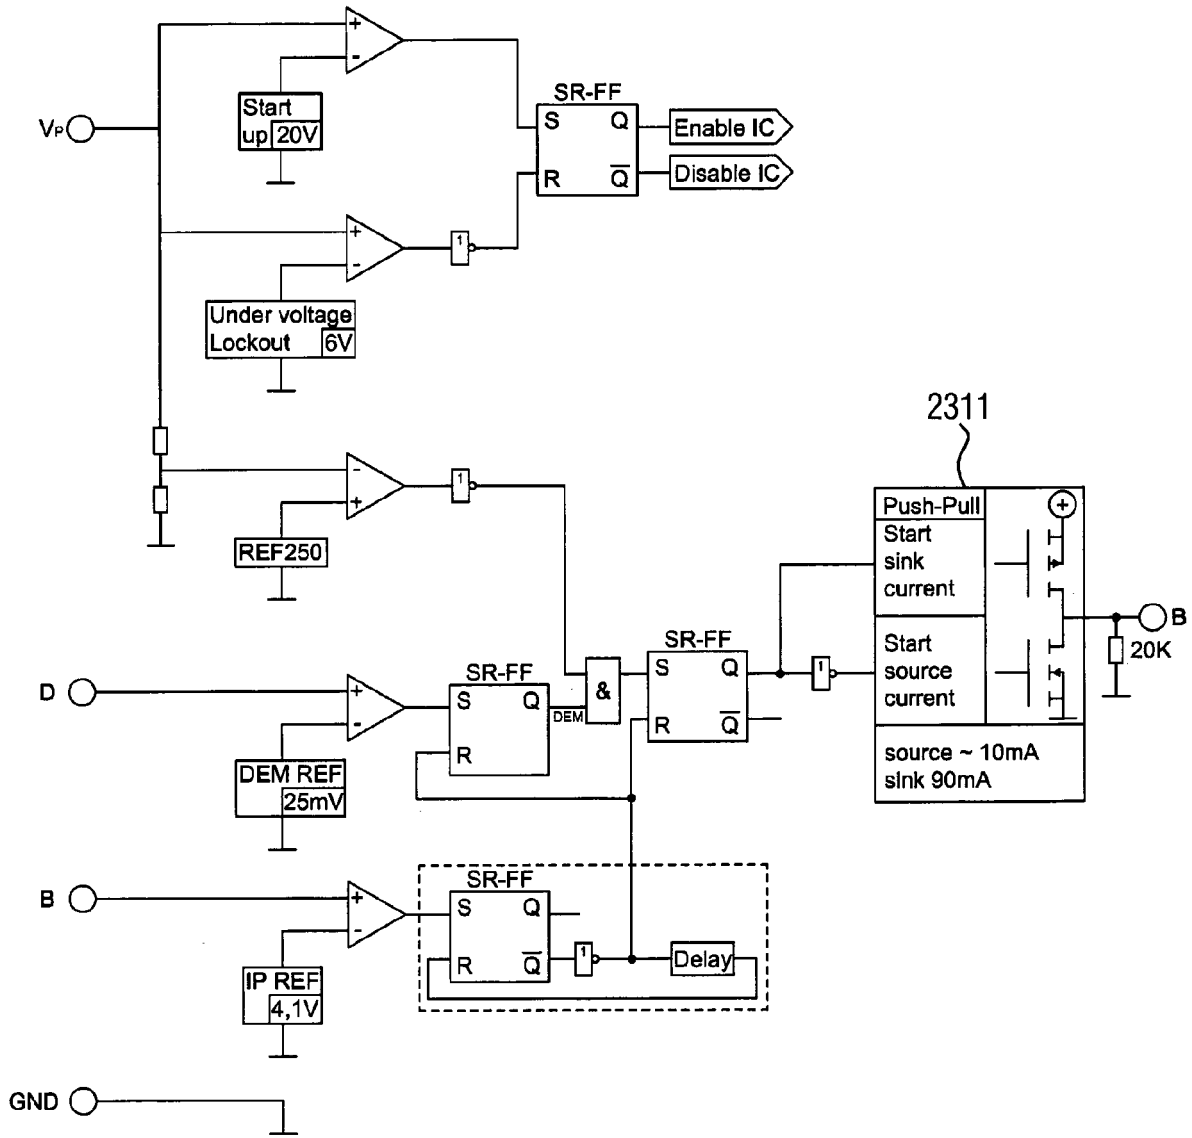 +
-
SR-FF
Start
up 20V
VP
S Q
Enable IC
R Q
Disable IC
+
-
1
Under voltage
Lockout 6V
2311
-
+
1
REF250
Push-Pull
Start
sink
current
+
B
20K
Start
source
current
source ~ 10mA
sink 90mA
SR-FF
S Q
R Q
1
&
DEM
SR-FF
S Q
R
D
+
-
DEM REF
25mV
B
+
-
IP REF
4,1V
SR-FF
S Q
R Q
1
Delay
GND